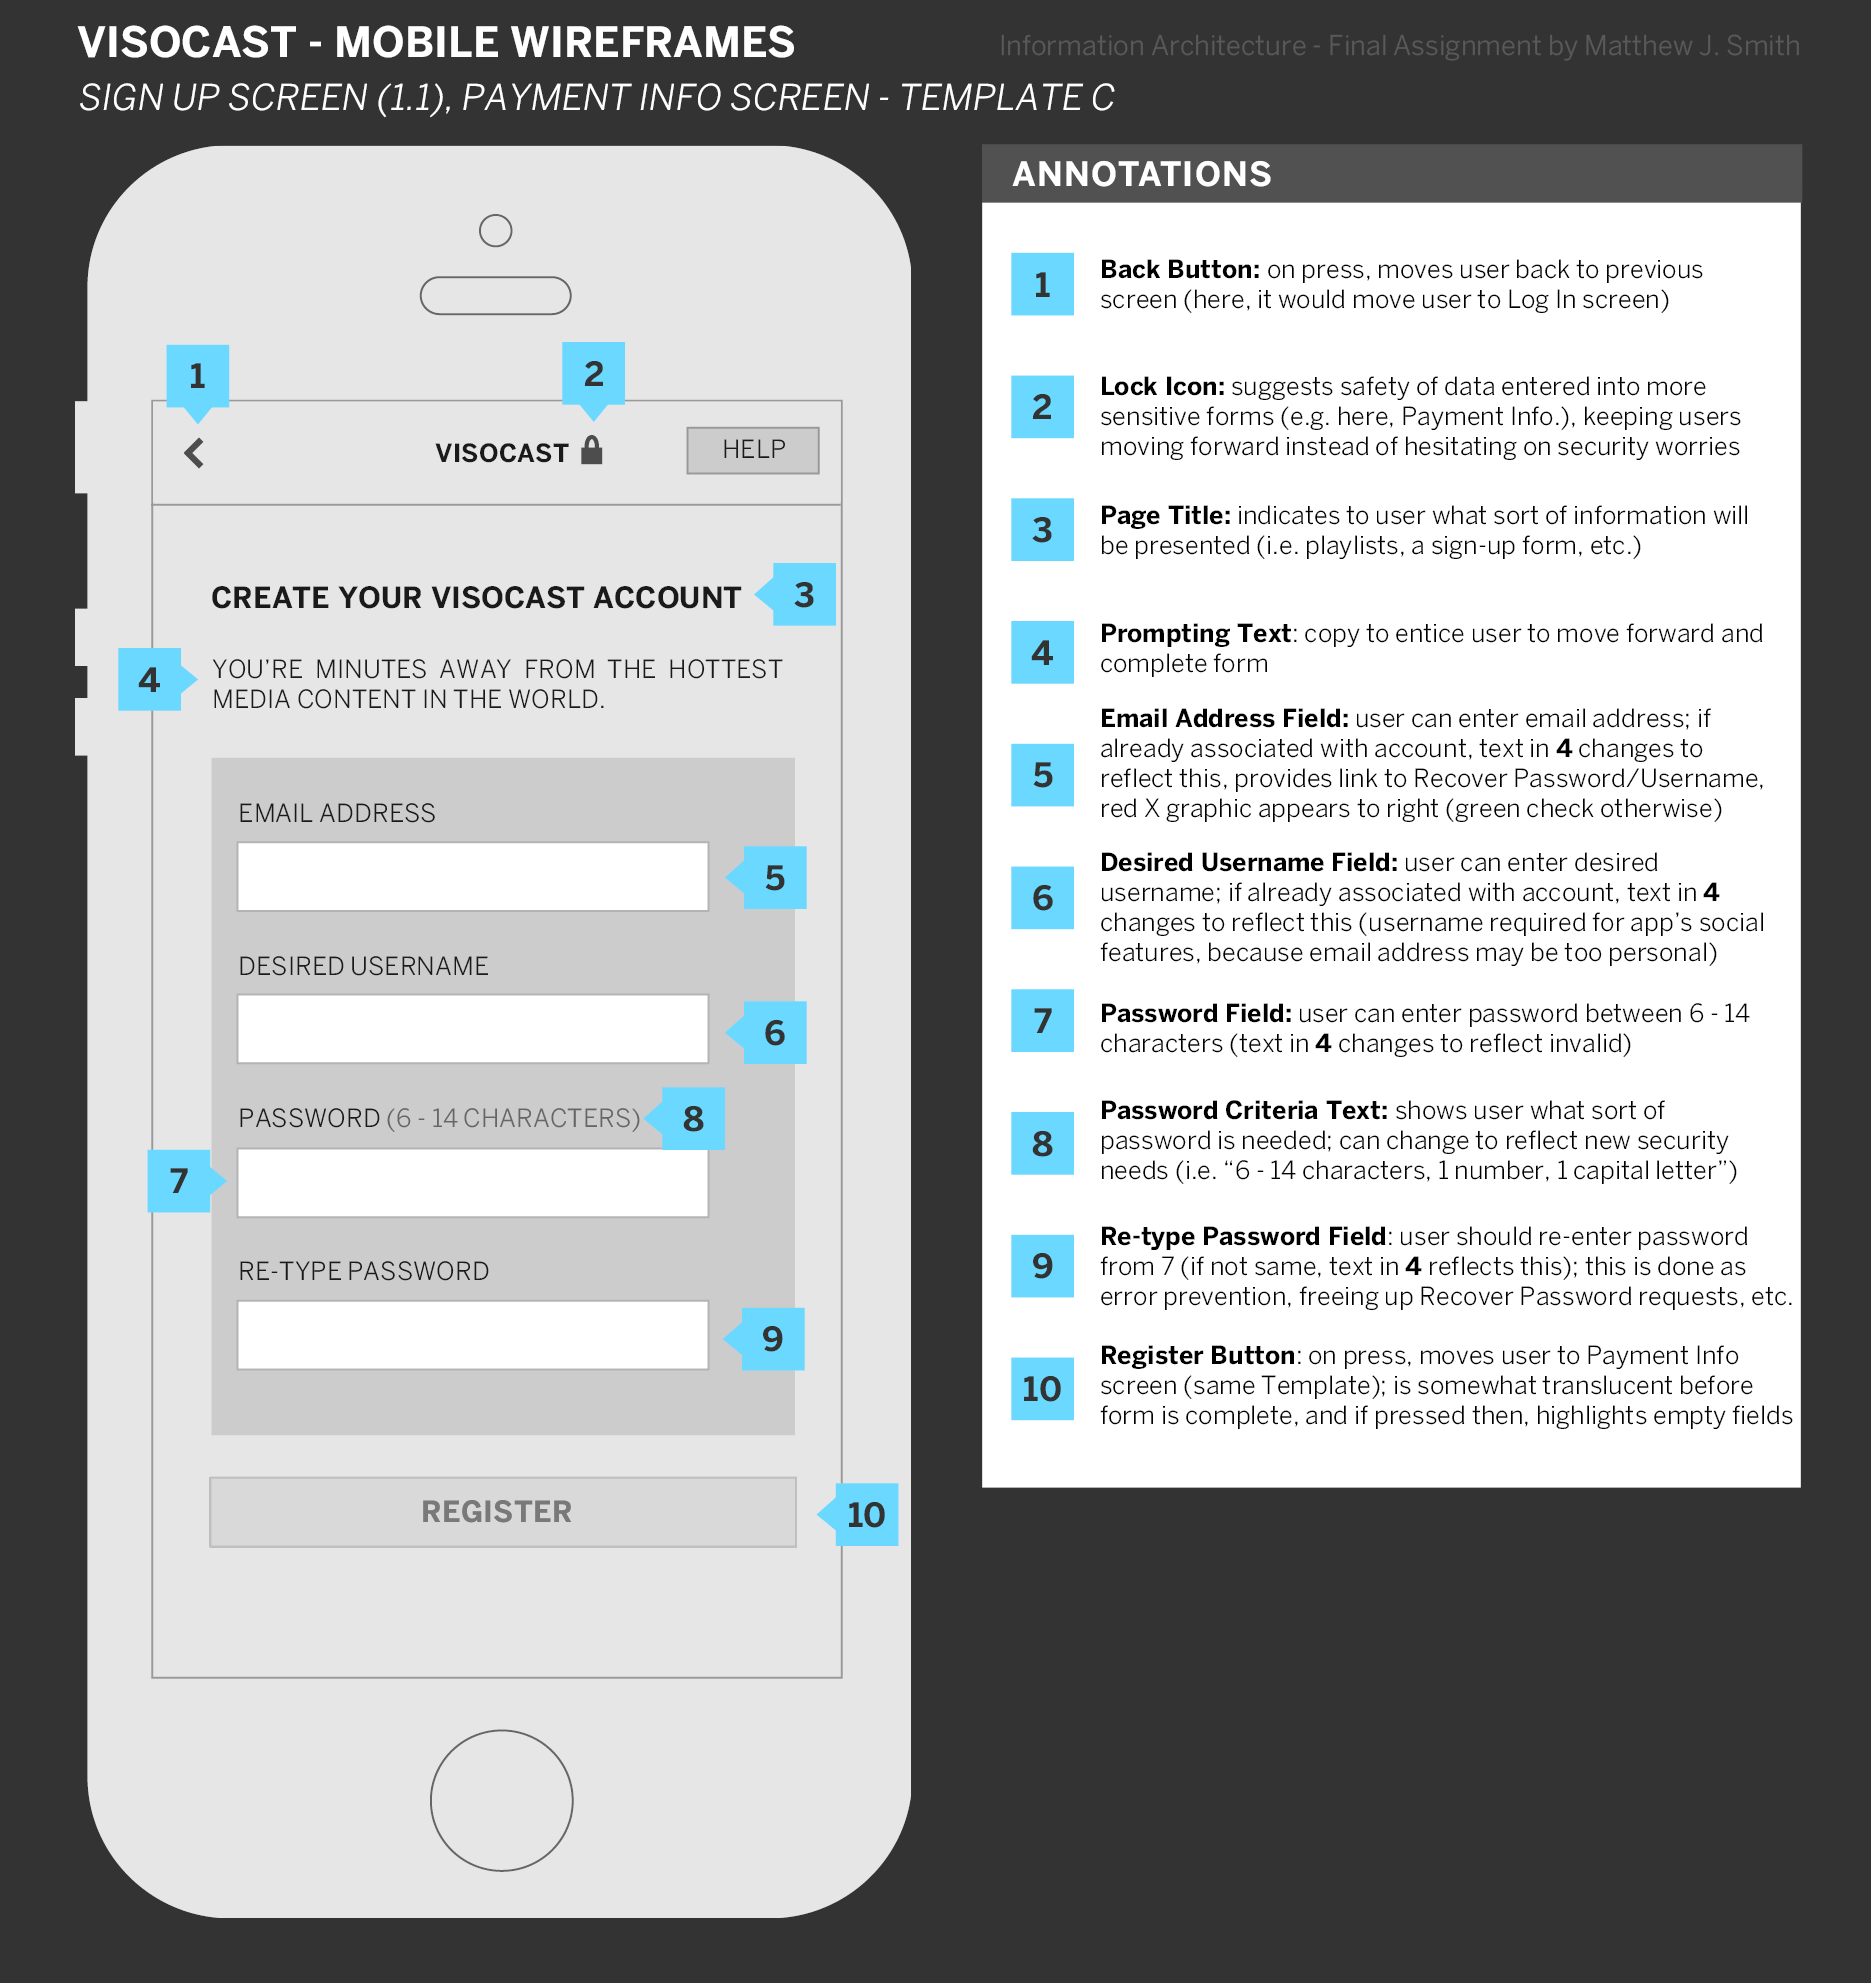 VISOCAST - MOBILE WIREFRAMES
Information Architecture - Final Assignment by Matthew J. Smith
SIGN UP SCREEN (1.1), PAYMENT INFO SCREEN - TEMPLATE C
1
2
VISOCAST
HELP
CREATE YOUR VISOCAST ACCOUNT
3
4
YOU'RE MINUTES AWAY FROM THE HOTTEST
MEDIA CONTENT IN THE WORLD.
EMAIL ADDRESS
5
DESIRED USERNAME
6
PASSWORD (6 - 14 CHARACTERS)
8
7
RE-TYPE PASSWORD
9
REGISTER
10
ANNOTATIONS
1
Back Button: on press, moves user back to previous
screen (here, it would move user to Log In screen)
2
Lock Icon: suggests safety of data entered into more
sensitive forms (e.g. here, Payment Info.), keeping users
moving forward instead of hesitating on security worries
3
Page Title: indicates to user what sort of information will
be presented (i.e. playlists, a sign-up form, etc.)
4
Prompting Text: copy to entice user to move forward and
complete form
5
Email Address Field: user can enter email address; if
already associated with account, text in 4 changes to
reflect this, provides link to Recover Password/Username,
red X graphic appears to right (green check otherwise)
6
Desired Username Field: user can enter desired
username; if already associated with account, text in 4
changes to reflect this (username required for app's social
features, because email address may be too personal)
7
Password Field: user can enter password between 6 - 14
characters (text in 4 changes to reflect invalid)
8
Password Criteria Text: shows user what sort of
password is needed; can change to reflect new security
needs (i.e. “6 - 14 characters, 1 number, 1 capital letter”)
9
Re-type Password Field: user should re-enter password
from 7 (if not same, text in 4 reflects this); this is done as
error prevention, freeing up Recover Password requests, etc.
10
Register Button: on press, moves user to Payment Info
screen (same Template); is somewhat translucent before
form is complete, and if pressed then, highlights empty fields